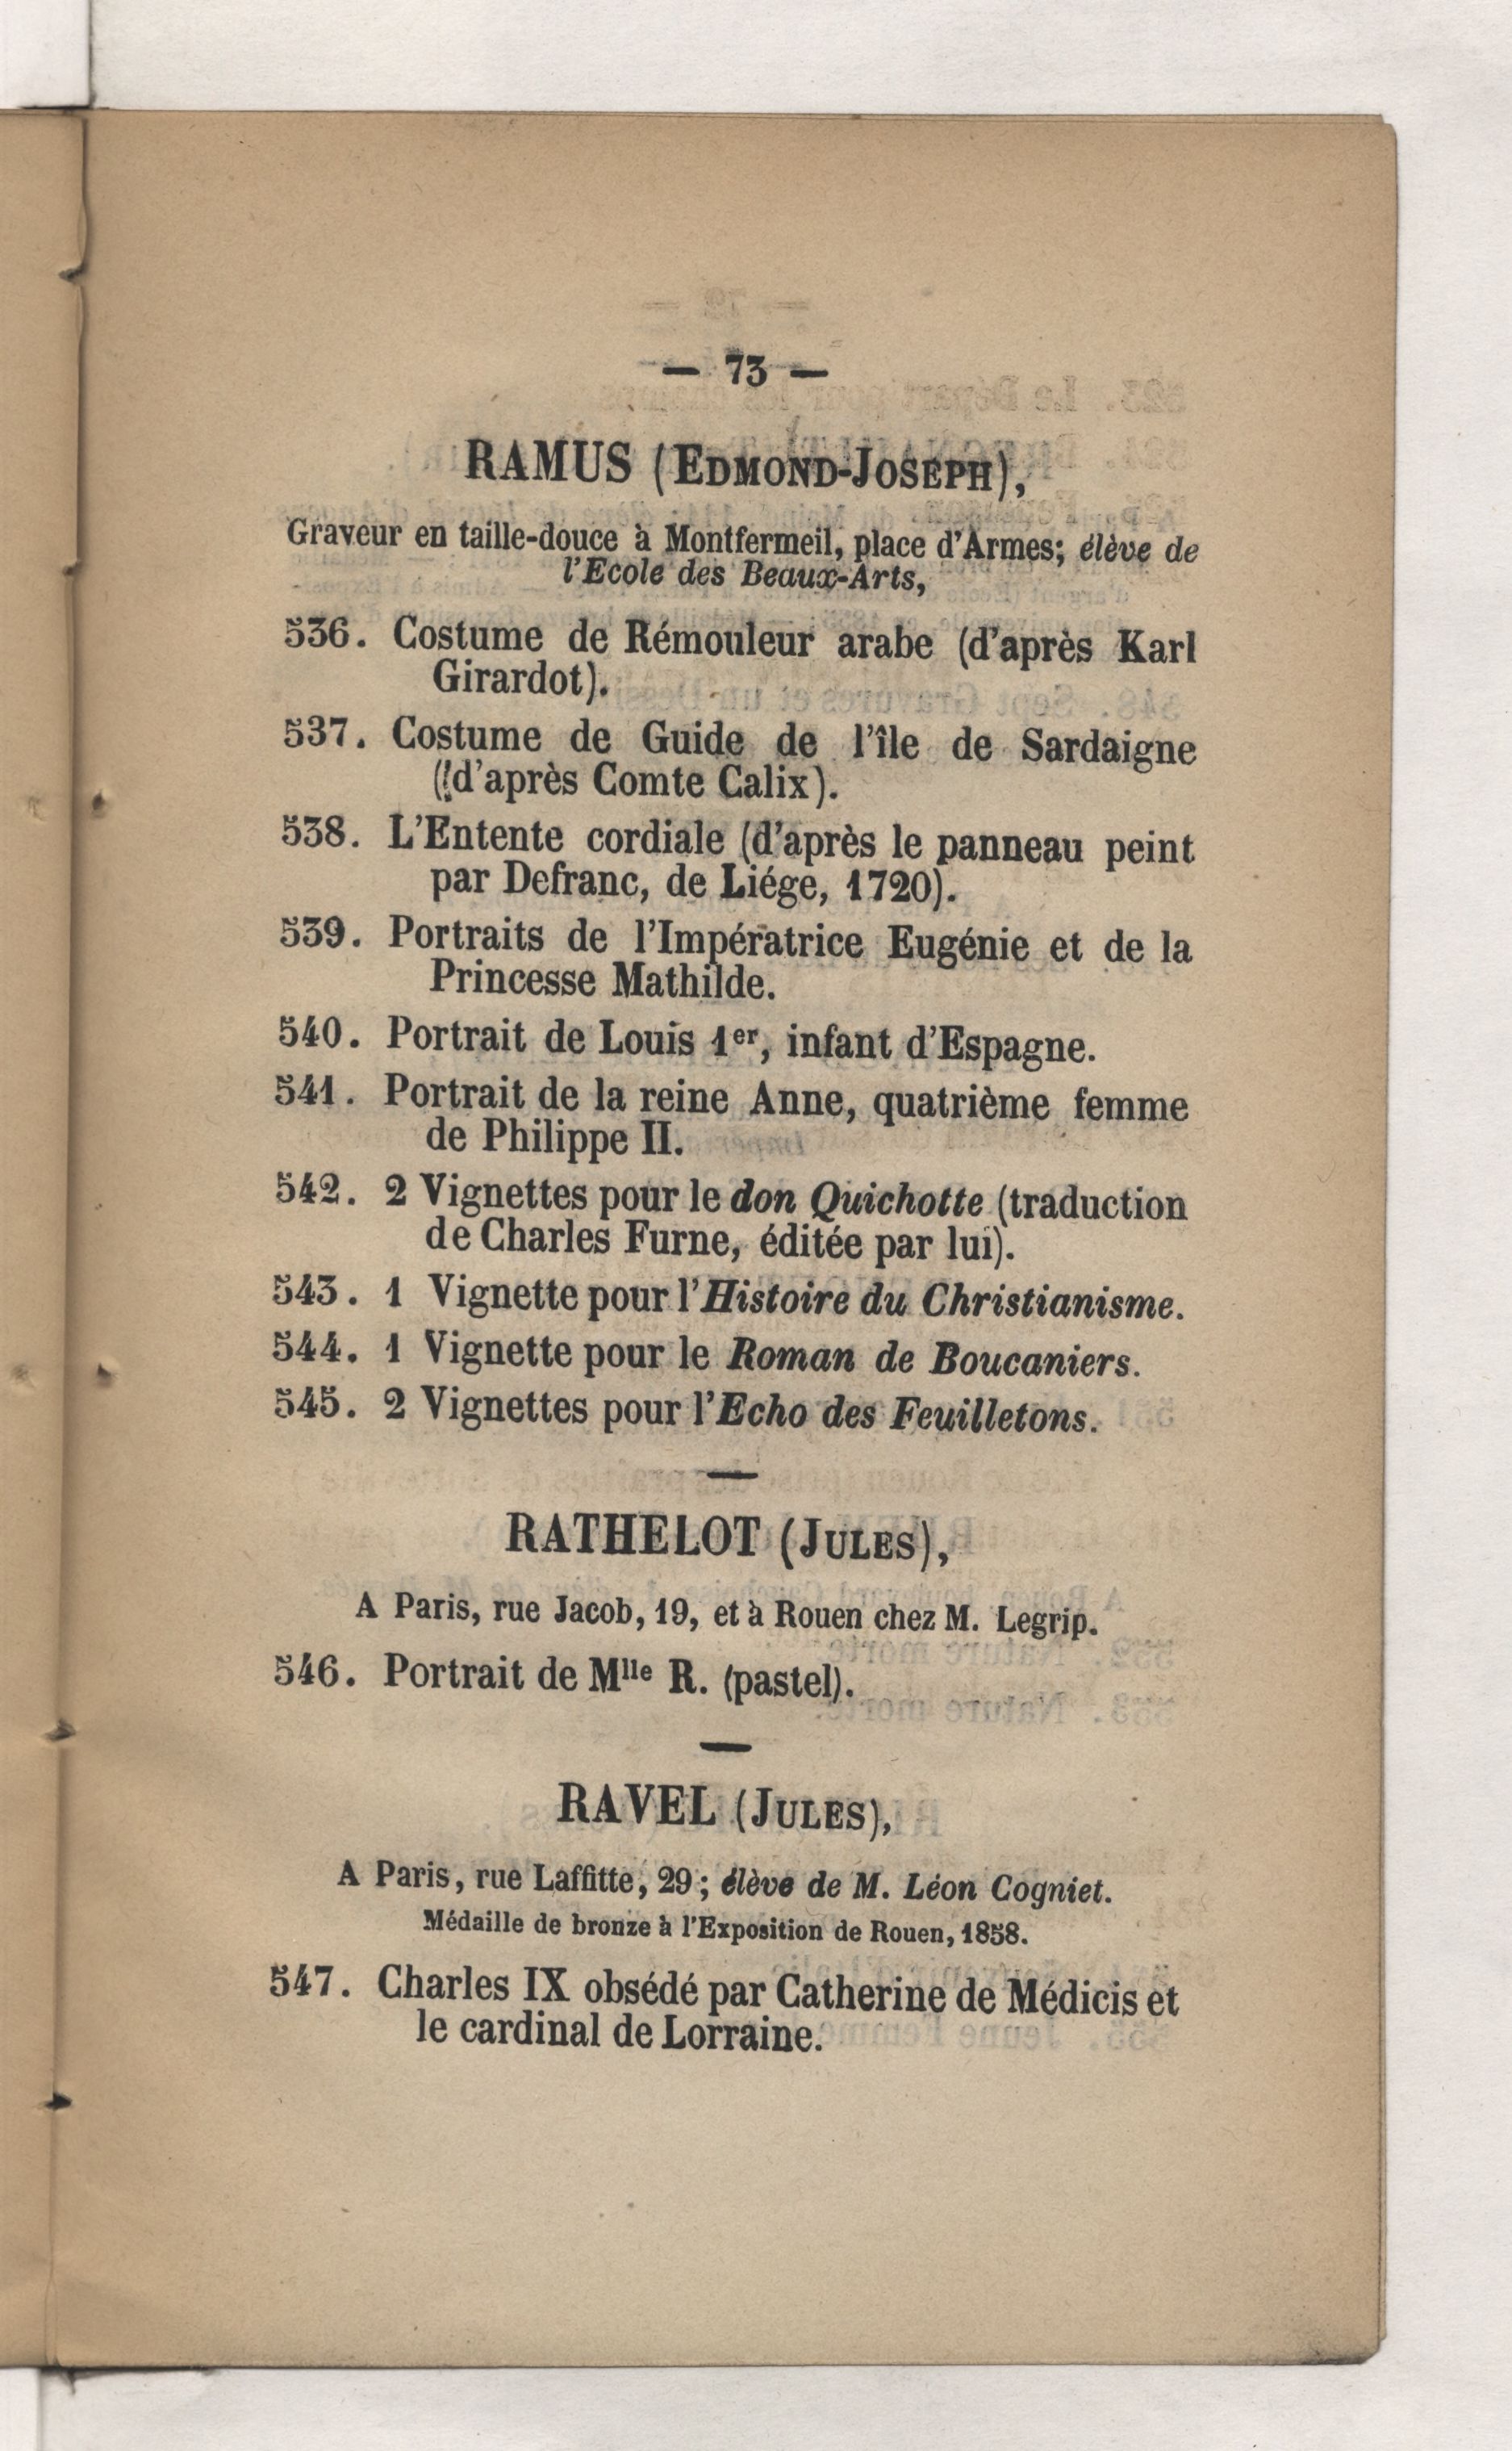 — 73 —
RAMUS (Edmond-Joseph),
Graveur en taille-douce à Montfermeil, place d'Armes; élève de
l'Ecole des Beaux-Arts,
536. Costume de Rémouleur arabe (d'après Karl
Girardot).
537. Costume de Guide de l'île de Sardaigne
(d'après Comte Calix).
538. L'Entente cordiale (d'après le panneau peint
par Defranc, de Liége, 1720).
539. Portraits de l'Impératrice Eugénie et de la
Princesse Mathilde.
540. Portrait de Louis 1er, infant d'Espagne.
541. Portrait de la reine Anne, quatrième femme
de Philippe II.
542. 2 Vignettes pour le don Quichotte (traduction
de Charles Furne, éditée par lui).
543. 1 Vignette pour l'Histoire du Christianisme.
544. 1 Vignette pour le Roman de Boucaniers.
545. 2 Vignettes pour l'Echo des Feuilletons.
—
RATHELOT (Jules),
A Paris, rue Jacob, 19, et à Rouen chez M. Legrip.
546. Portrait de Mlle R. (pastel).
—
RAVEL (Jules),
A Paris, rue Laffitte, 29; élève de M. Léon Cogniet.
Médaille de bronze à l'Exposition de Rouen, 1858.
547. Charles IX obsédé par Catherine de Médicis et
le cardinal de Lorraine.